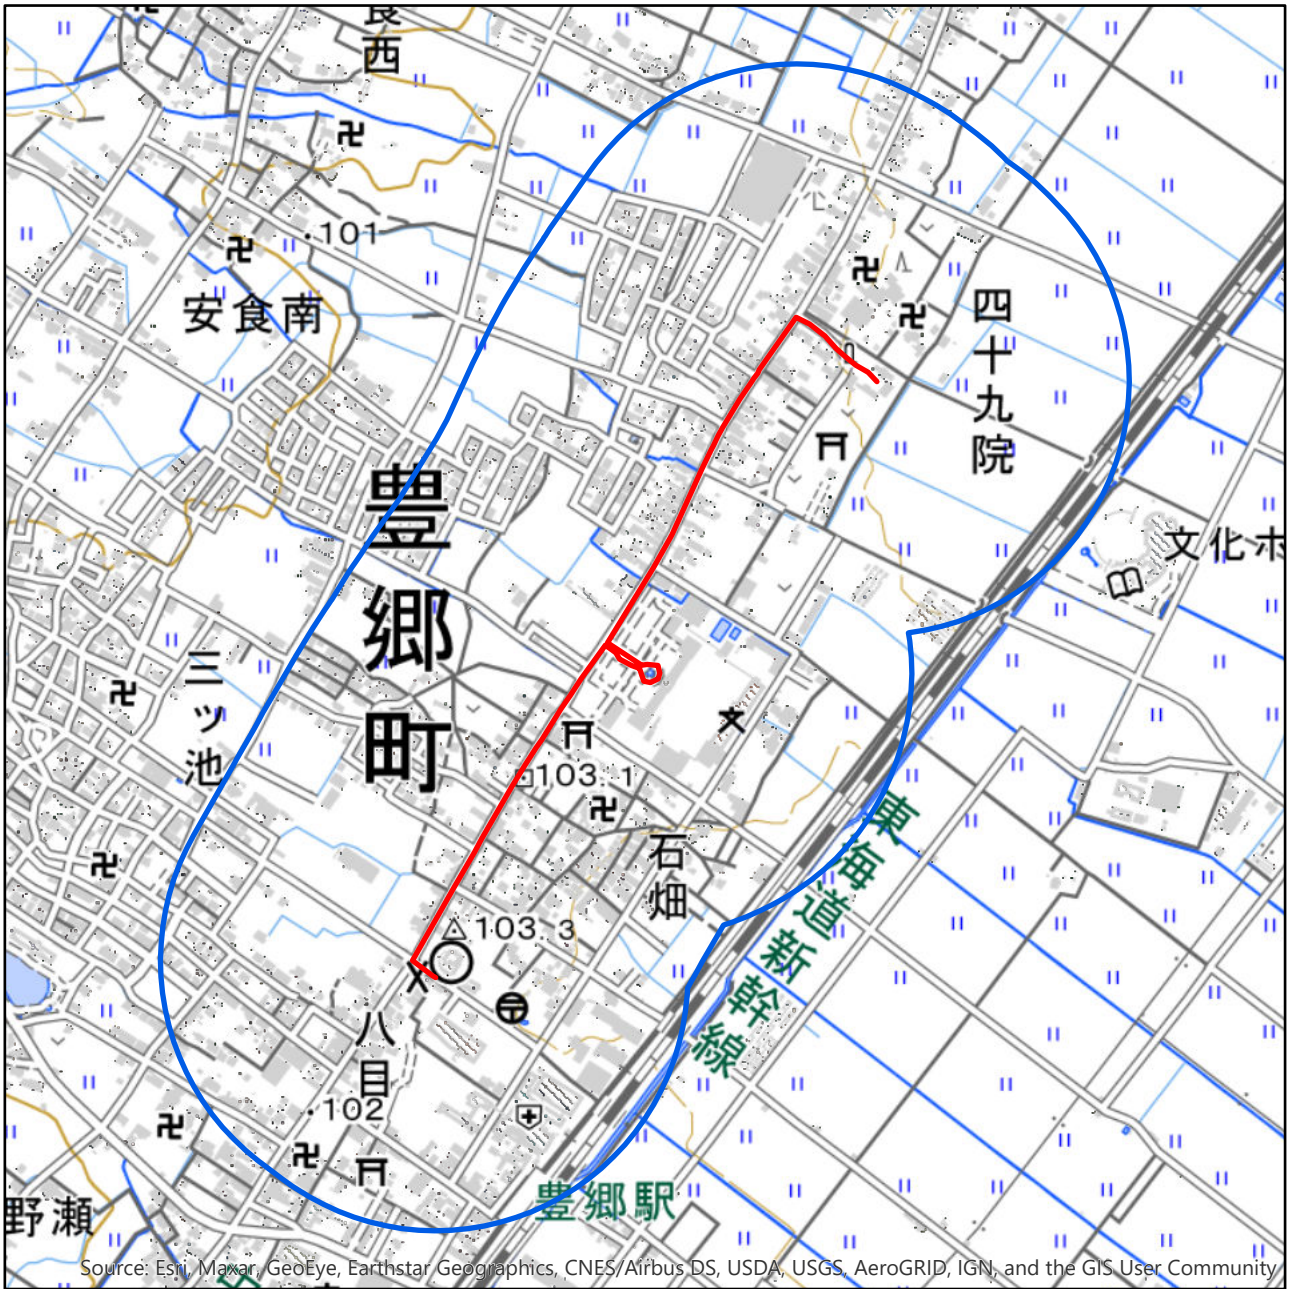 西
101
安食南
四十九院
豊郷町
文化ホ
三ッ池
103.1
石畑
103.3
東海道新幹線
八目
102
豊郷駅
野瀬
Source: Esri, Maxar, GeoEye, Earthstar Geographics, CNES/Airbus DS, USDA, USGS, AeroGRID, IGN, and the GIS User Community